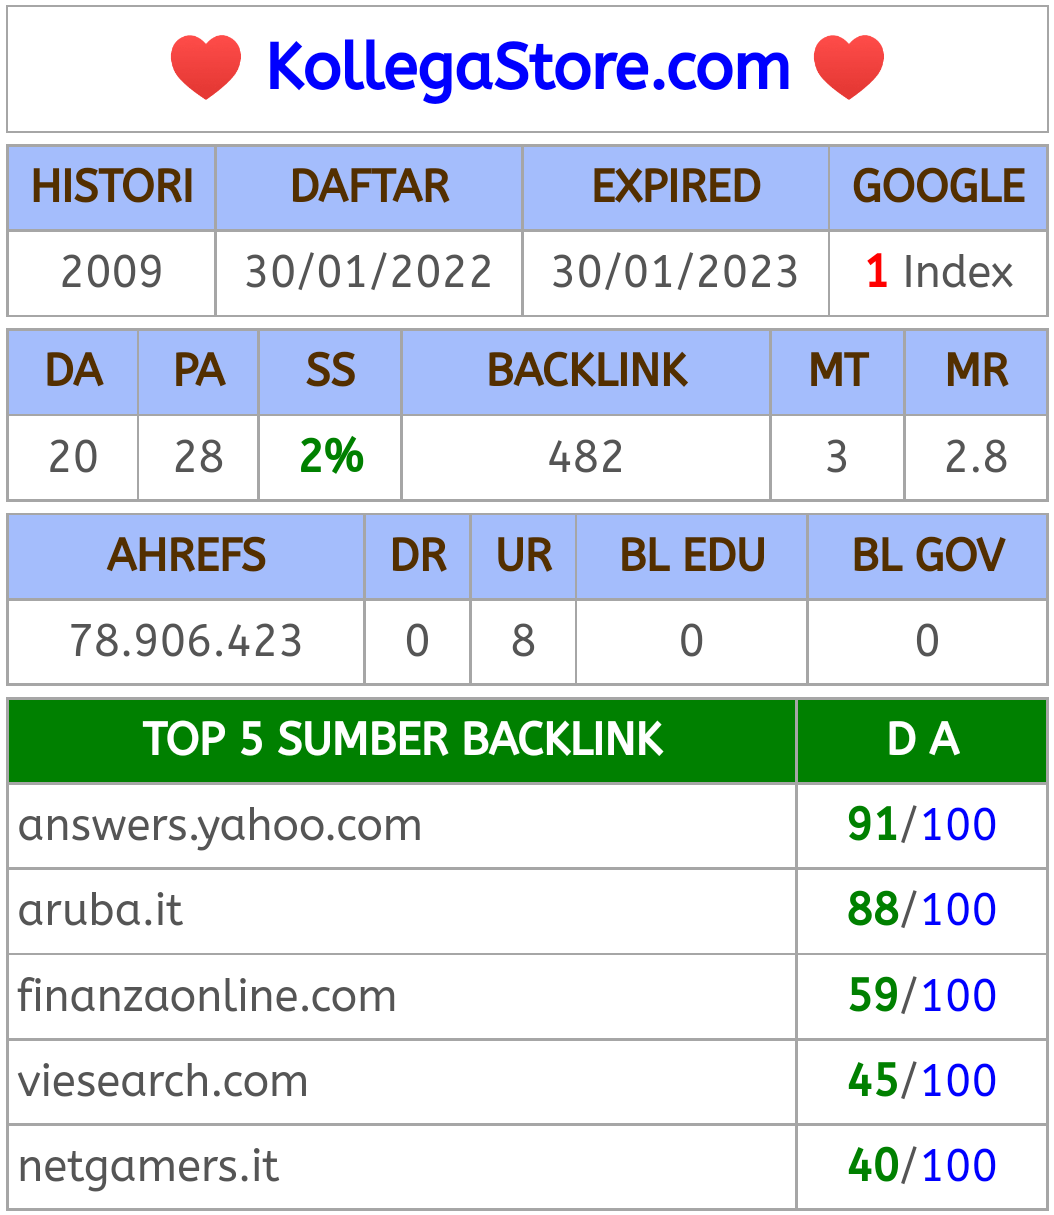 KollegaStore.com
HISTORI DAFTAR EXPIRED GOOGLE
2009 30/01/2022 30/01/2023 1 Index
DA PA SS BACKLINK MT MR
20 28 2% 482 3 2.8
AHREFS DR UR BL EDU BL GOV
78.906.423 0 8 0 0
TOP 5 SUMBER BACKLINK D A
answers.yahoo.com 91/100
aruba.it 88/100
finanzaonline.com 59/100
viesearch.com 45/100
netgamers.it 40/100